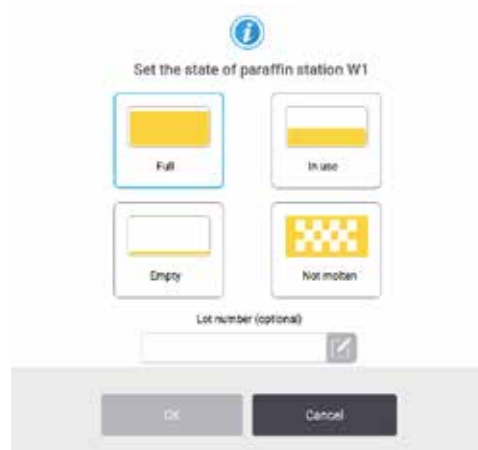 Set the state of paraffin station W1
Full
In use
Empty
Not molten
Lot number (optional)
OK
Cancel